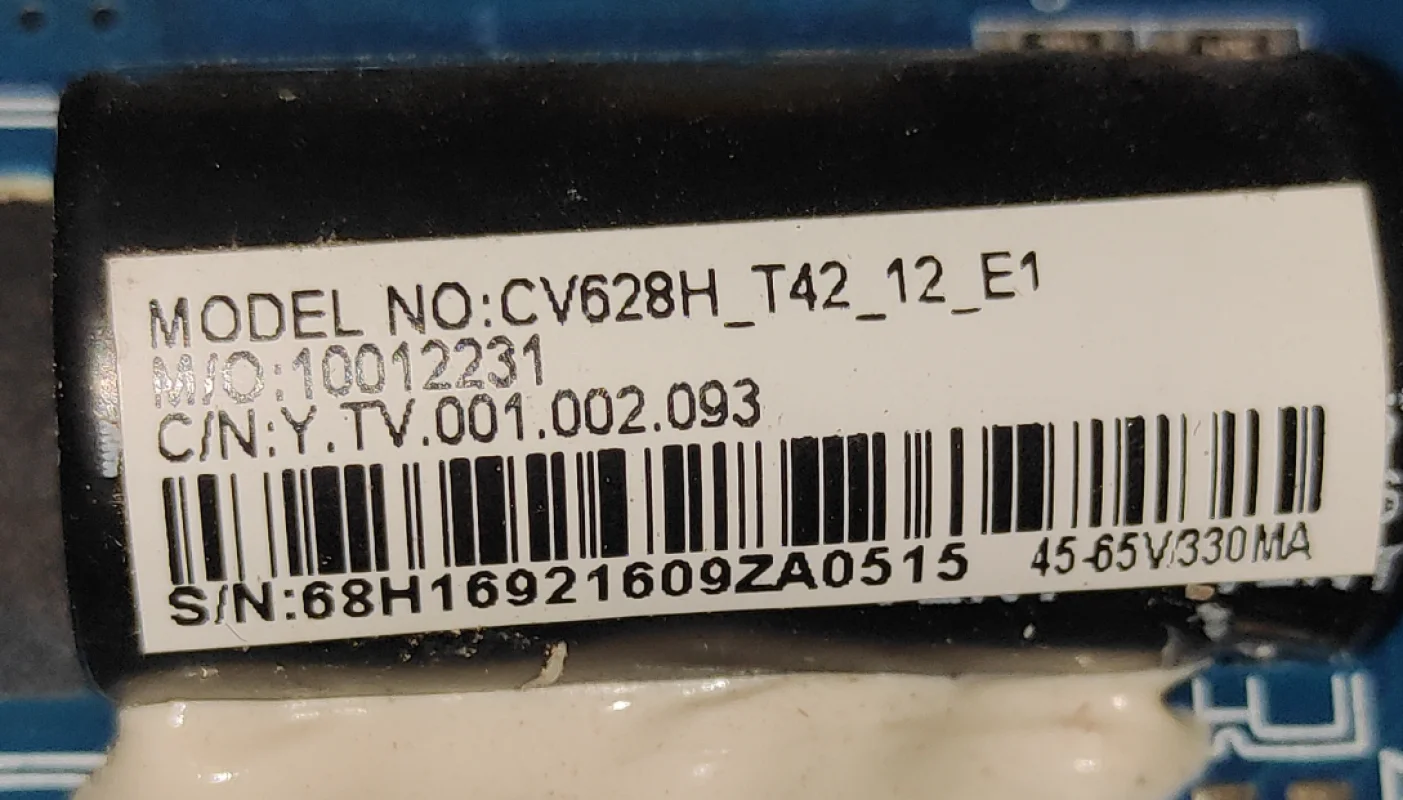 MODEL NO:CV628H_T42_12_E1
M/O:10012231
C/N:Y.TV.001.002.093
S/N:68H16921609ZA0515 45-65V/330MA